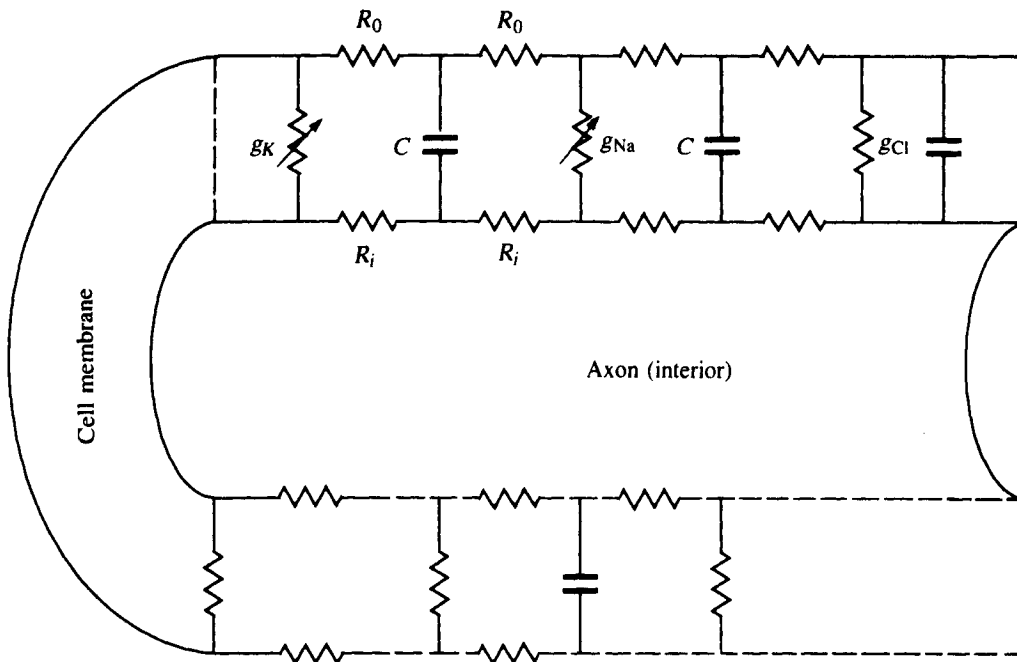 R0 R0
gK C gNa C gCl
Ri Ri
Cell membrane
Axon (interior)